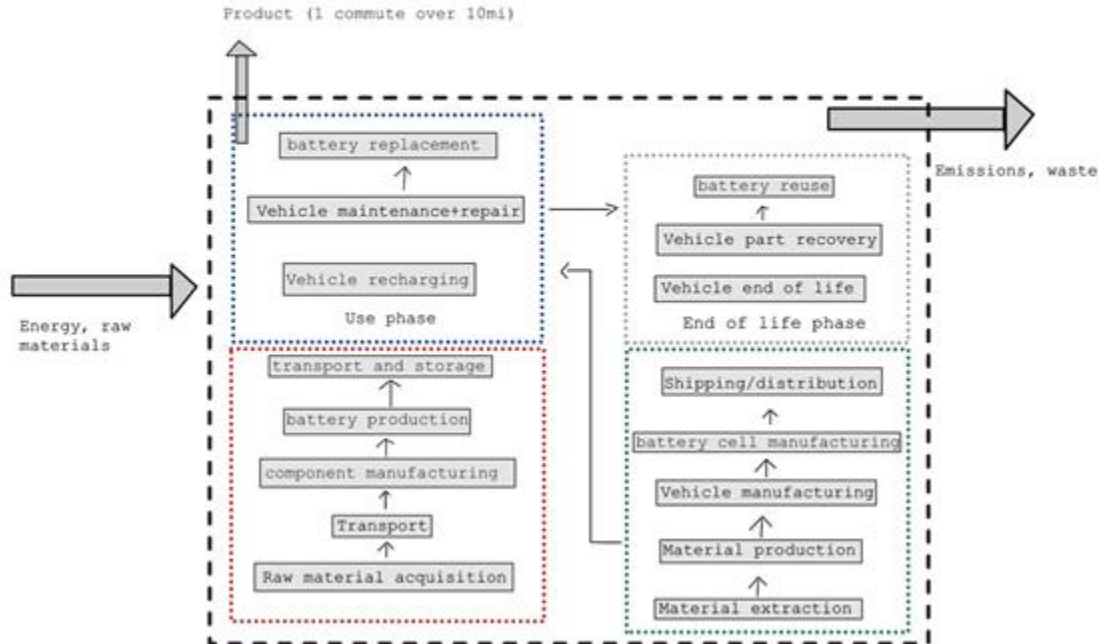 Product (1 commute over 10mi)
battery replacement
Vehicle maintenance+repair
Vehicle recharging
Use phase
battery reuse
Vehicle part recovery
Vehicle end of life
End of life phase
Emissions, waste
Energy, raw
materials
transport and storage
battery production
component manufacturing
Transport
Raw material acquisition
Shipping/distribution
battery cell manufacturing
Vehicle manufacturing
Material production
Material extraction